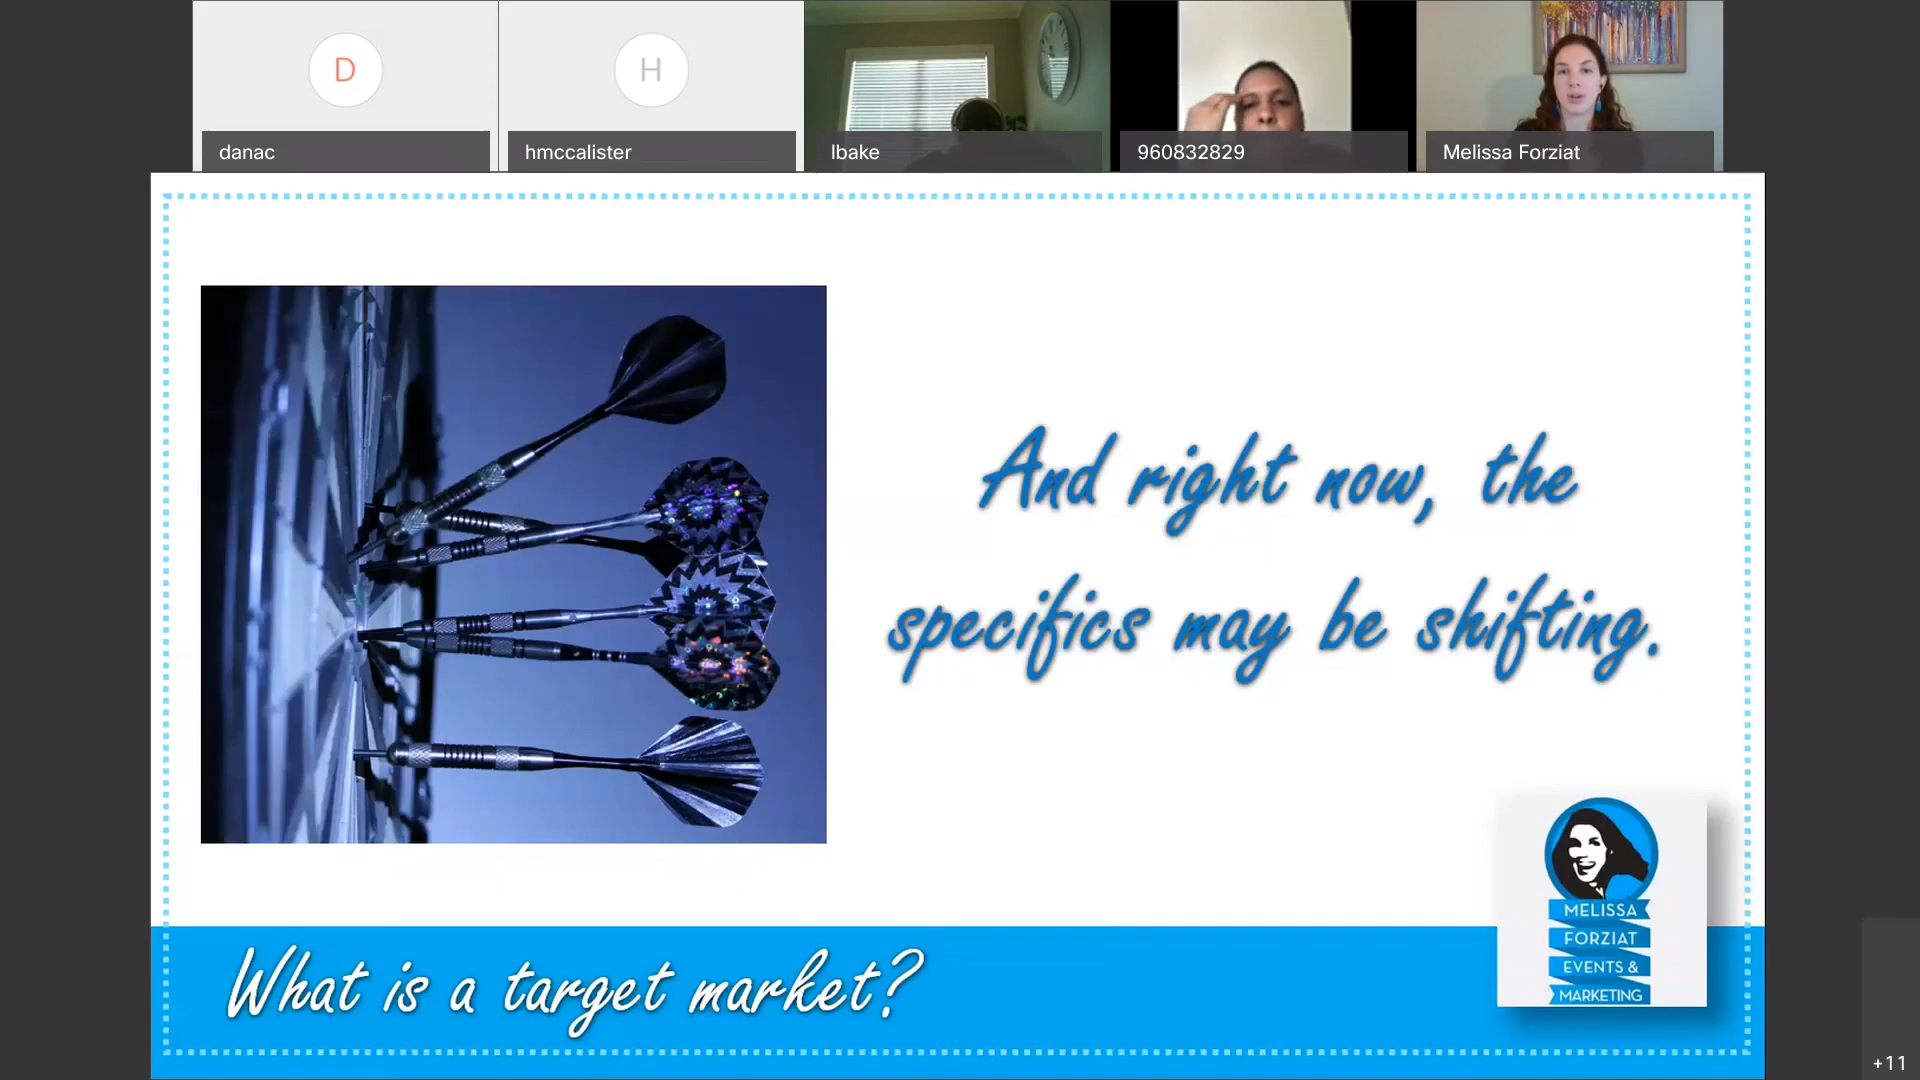 D
H
danac
hmccalister
lbake
960832829
Melissa Forziat
And right now, the
specifics may be shifting.
MELISSA
FORZIAT
EVENTS &
MARKETING
What is a target market?
+11